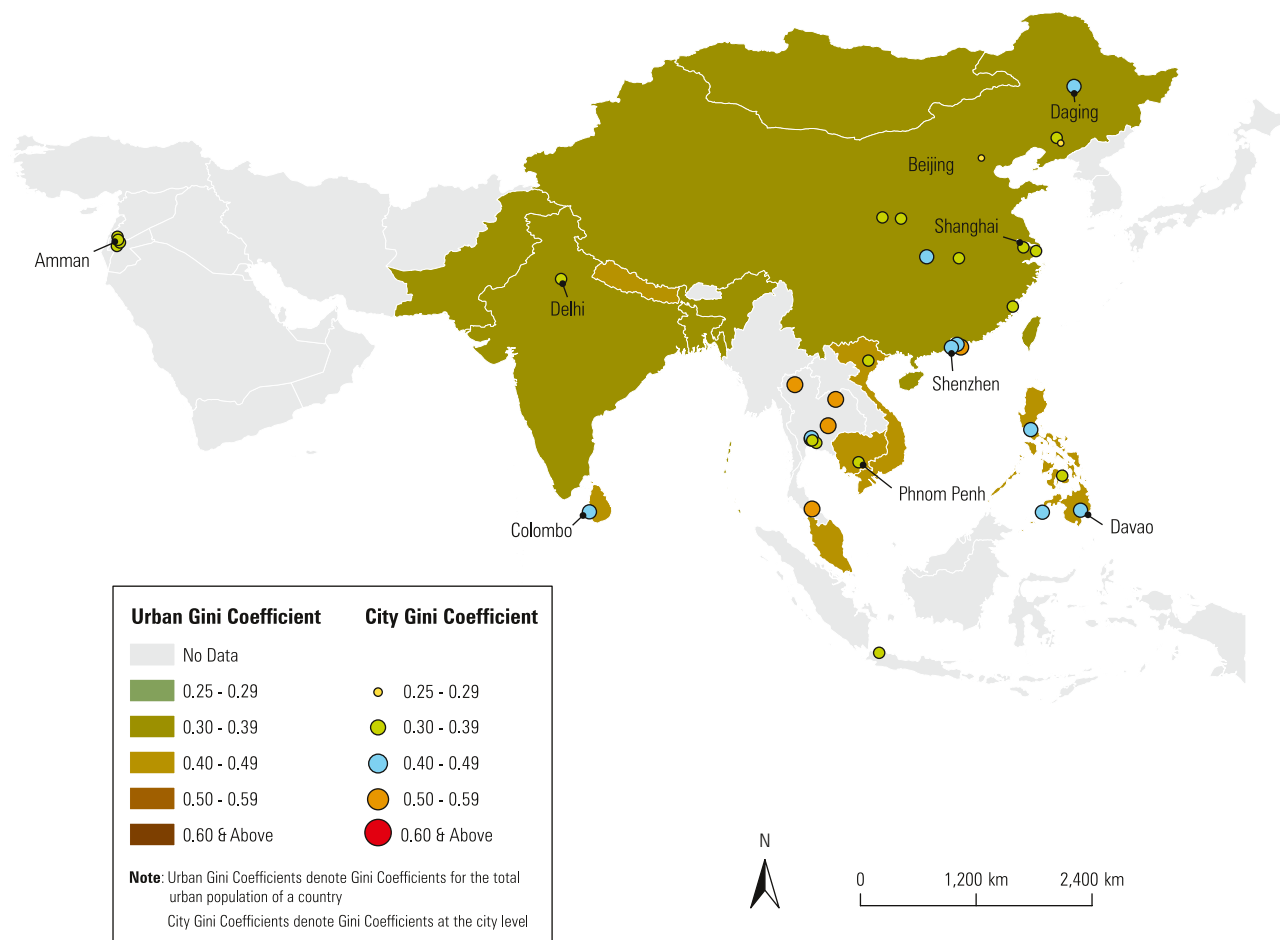 Daging
Beijing
Shanghai
Amman
Delhi
Shenzhen
Phnom Penh
Colombo
Davao
Urban Gini Coefficient
City Gini Coefficient
No Data
0.25 - 0.29
0.25 - 0.29
0.30 - 0.39
0.30 - 0.39
0.40 - 0.49
0.40 - 0.49
0.50 - 0.59
0.50 - 0.59
0.60 & Above
0.60 & Above
Note: Urban Gini Coefficients denote Gini Coefficients for the total
urban population of a country
City Gini Coefficients denote Gini Coefficients at the city level
N
0
1,200 km
2,400 km